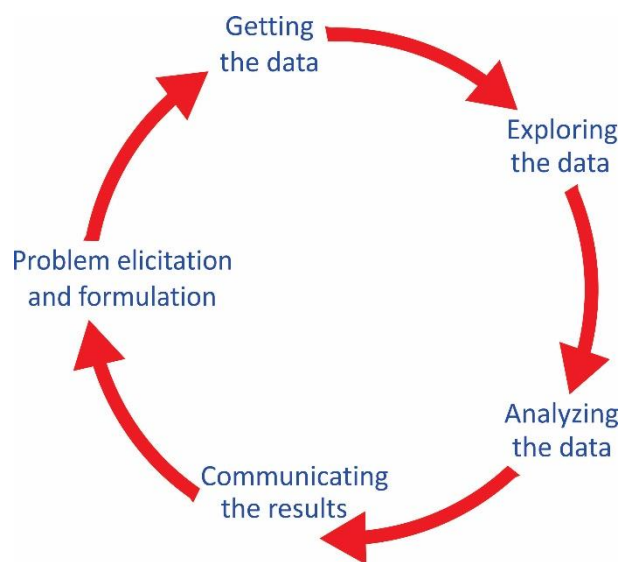 Getting
the data
Exploring
the data
Analyzing
the data
Communicating
the results
Problem elicitation
and formulation